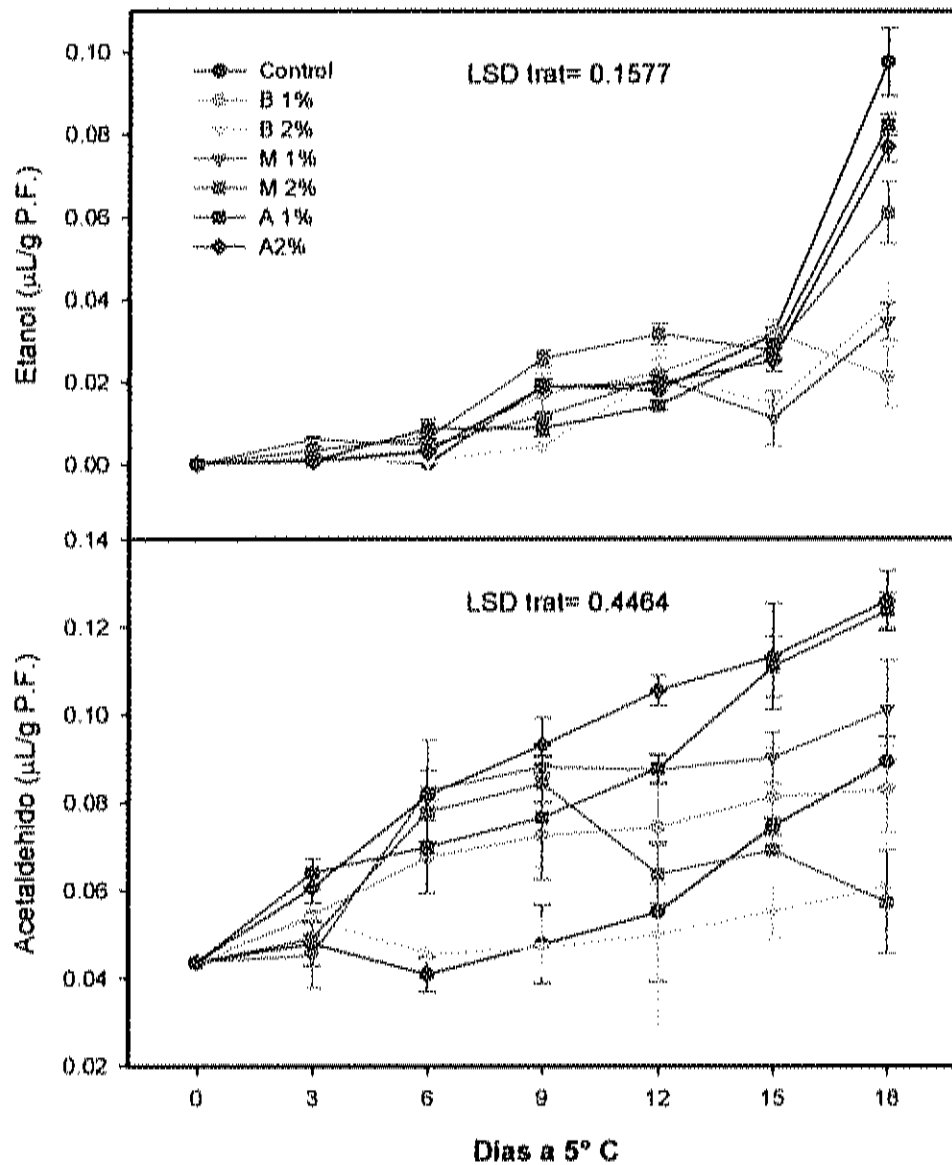 0.10
0.08
0.06
0.04
0.02
0.00
Etanol (µL/g P.F.)
Control
B 1%
B 2%
M 1%
M 2%
A 1%
A2%
LSD trat= 0.1577
0.14
0.12
0.10
0.08
0.06
0.04
0.02
Acetaldehido (µL/g P.F.)
LSD trat= 0.4464
0 3 6 9 12 15 18
Días a 5° C